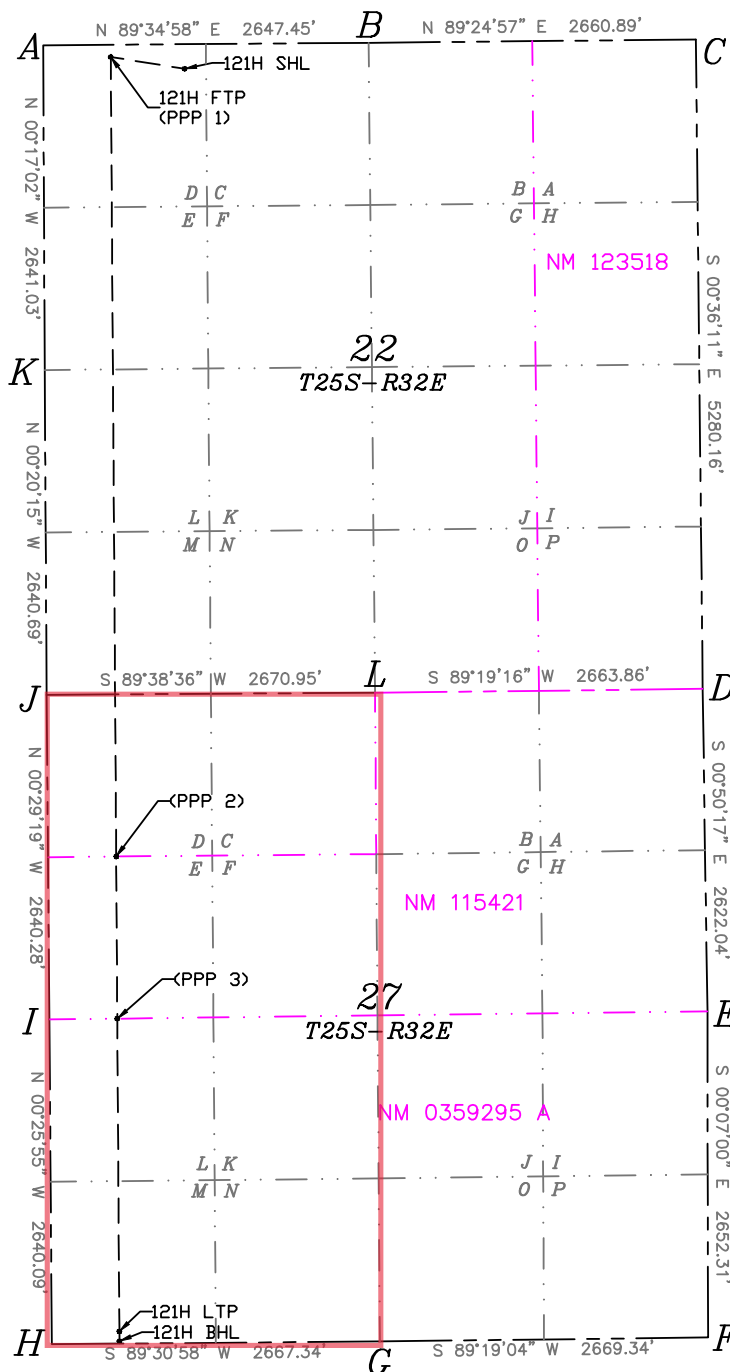 N 89°34'58" E 2647.45'
B
N 89°24'57" E 2660.89'
A
C
121H SHL
121H FTP
(PPP 1)
N 00°17'02" W 2641.03'
D C
E F
B A
G H
NM 123518
S 00°36'11" E 5280.16'
22
T25S-R32E
K
N 00°20'15" W 2640.69'
L K
M N
J I
O P
S 89°38'36" W 2670.95'
L
S 89°19'16" W 2663.86'
J
D
N 00°29'19" W 2640.28'
(PPP 2)
S 00°50'17" E 2622.04'
D C
E F
B A
G H
NM 115421
(PPP 3)
27
T25S-R32E
I
E
N 00°25'55" W 2640.09'
S 00°07'00" E 2652.31'
NM 0359295 A
L K
M N
J I
O P
121H LTP
121H BHL
H
S 89°30'58" W 2667.34'
G
S 89°19'04" W 2669.34'
F